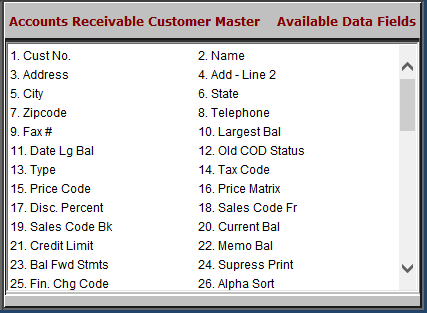 Accounts Receivable Customer Master Available Data Fields
1. Cust No. 2. Name
3. Address 4. Add - Line 2
5. City 6. State
7. Zipcode 8. Telephone
9. Fax # 10. Largest Bal
11. Date Lg Bal 12. Old COD Status
13. Type 14. Tax Code
15. Price Code 16. Price Matrix
17. Disc. Percent 18. Sales Code Fr
19. Sales Code Bk 20. Current Bal
21. Credit Limit 22. Memo Bal
23. Bal Fwd Stmts 24. Supress Print
25. Fin. Chg Code 26. Alpha Sort